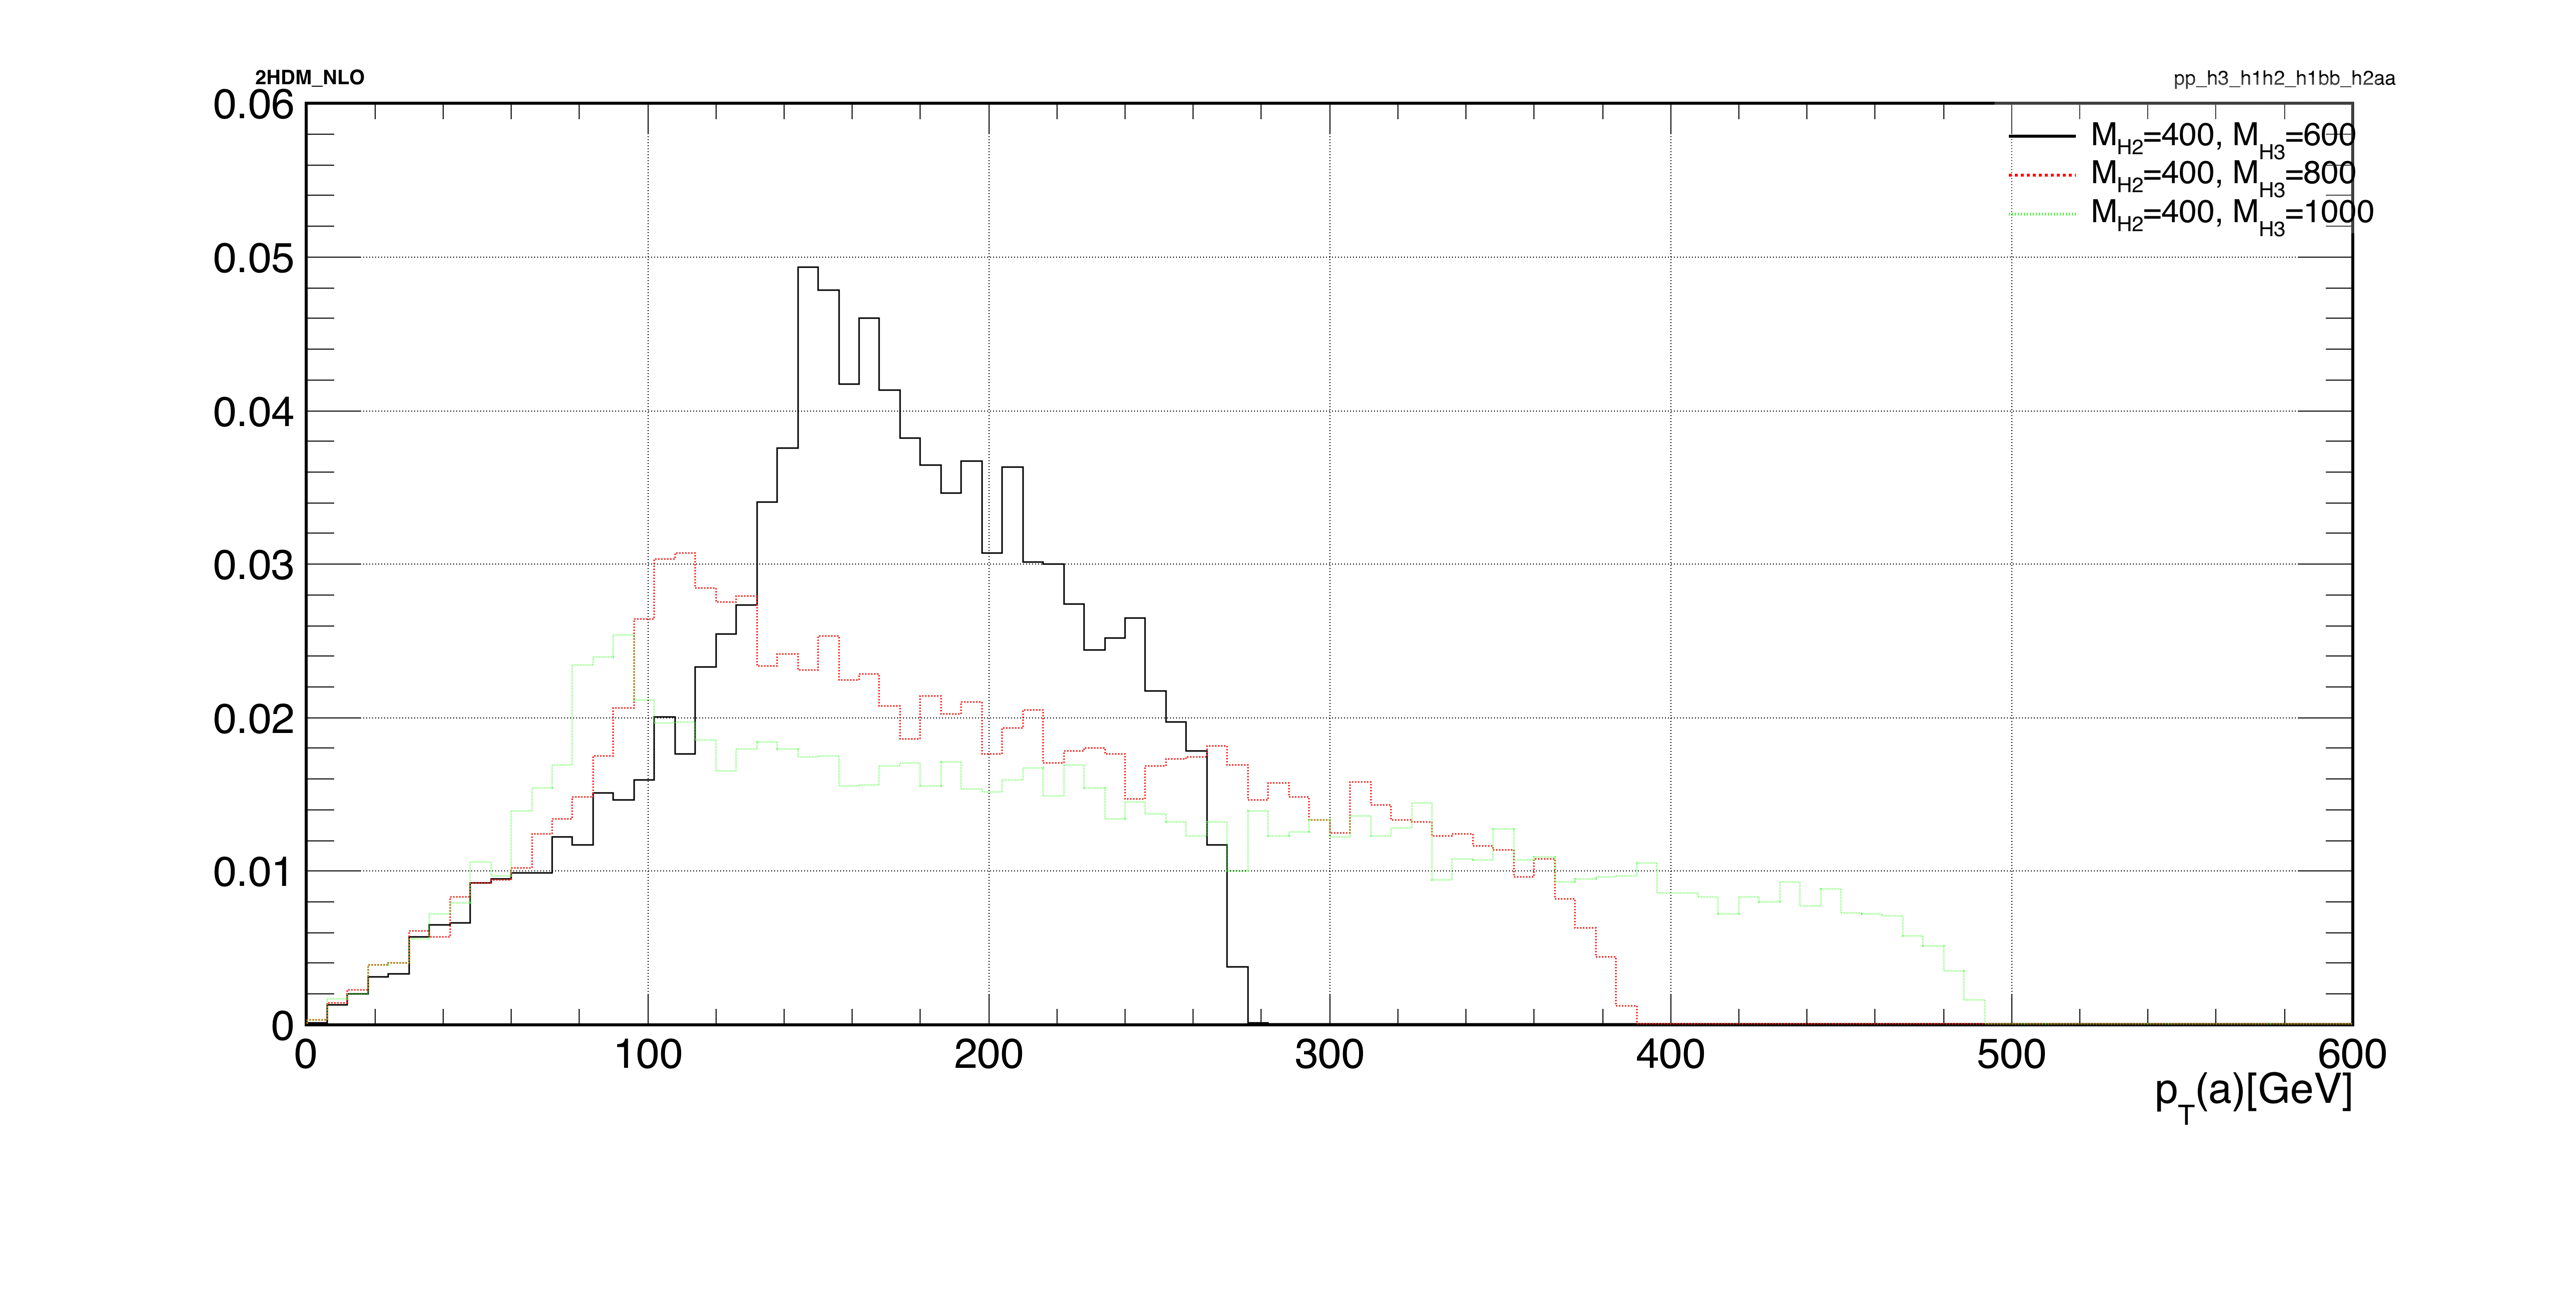 2HDM_NLO
pp_h3_h1h2_h1bb_h2aa
M_H2=400, M_H3=600
M_H2=400, M_H3=800
M_H2=400, M_H3=1000
0.06
0.05
0.04
0.03
0.02
0.01
0
0 100 200 300 400 500 600
p_T(a)[GeV]